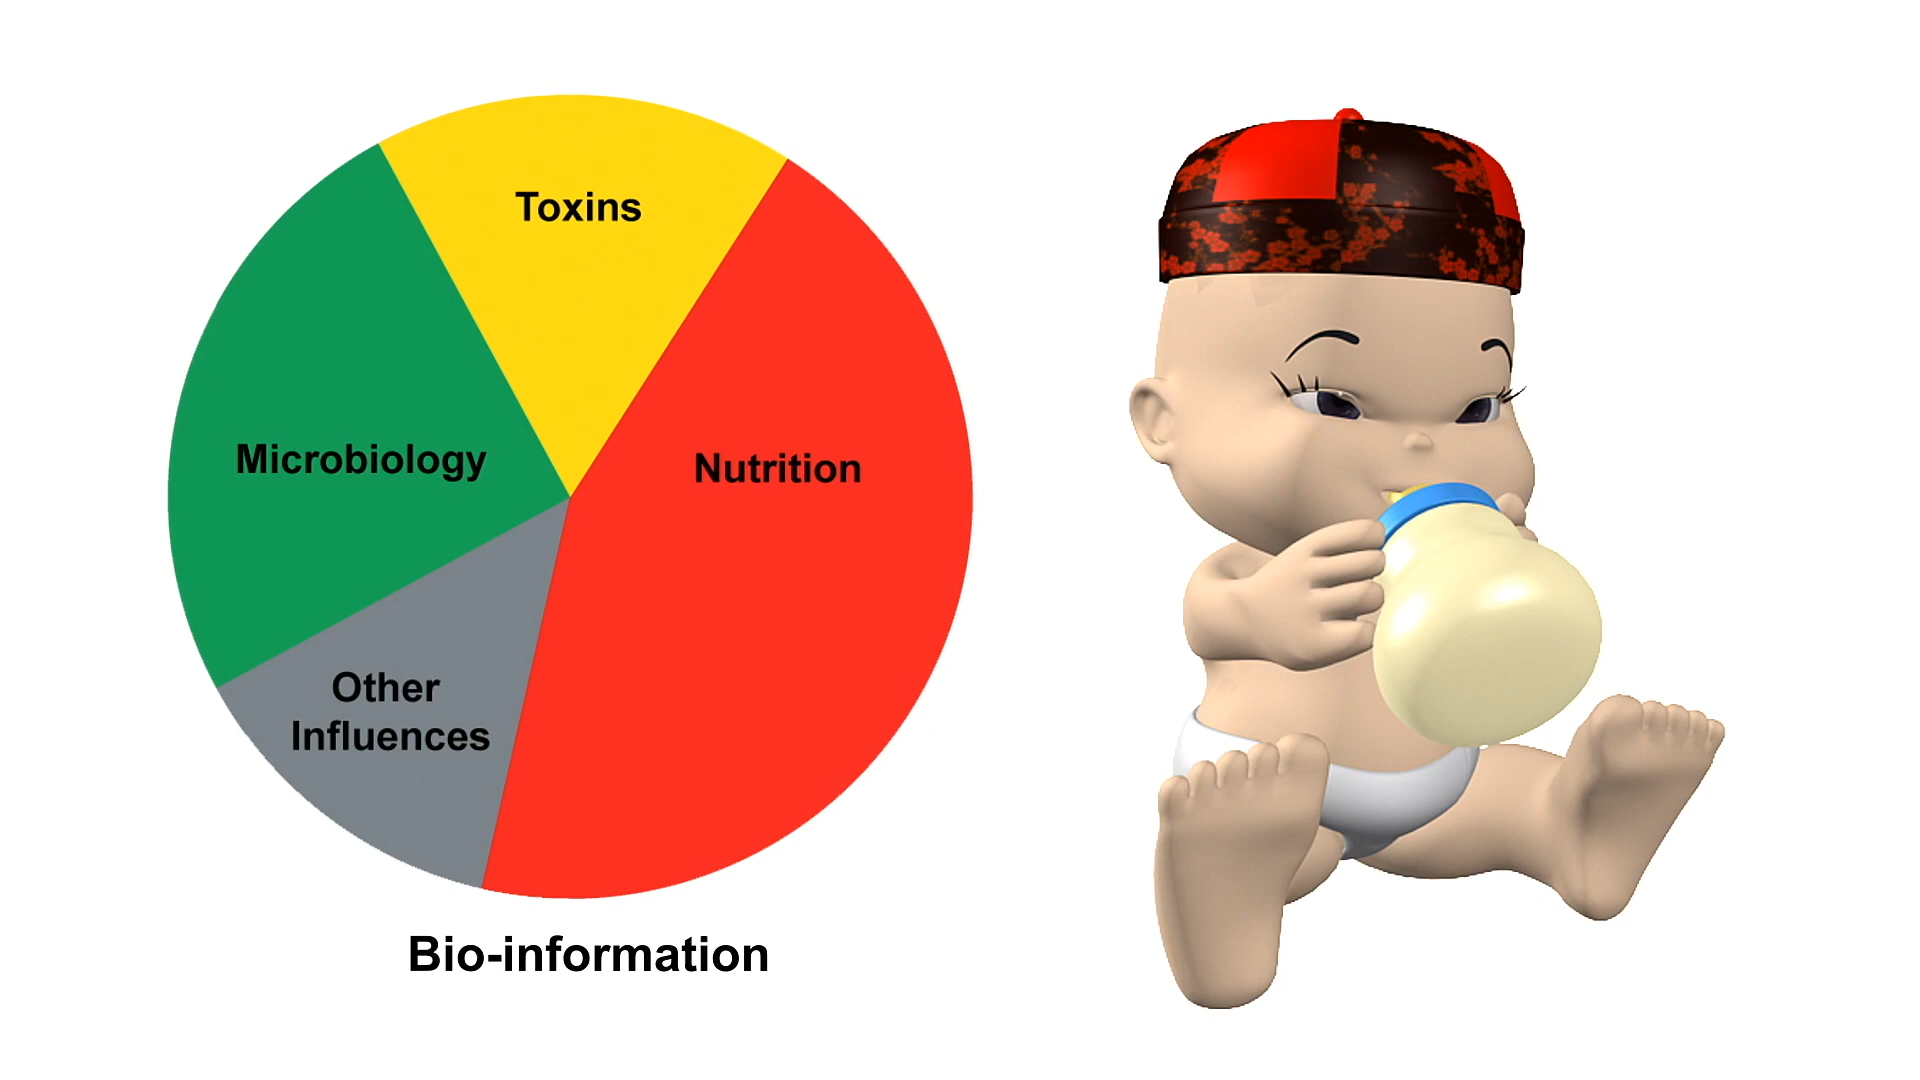 Toxins
Microbiology
Nutrition
Other
Influences
Bio-information